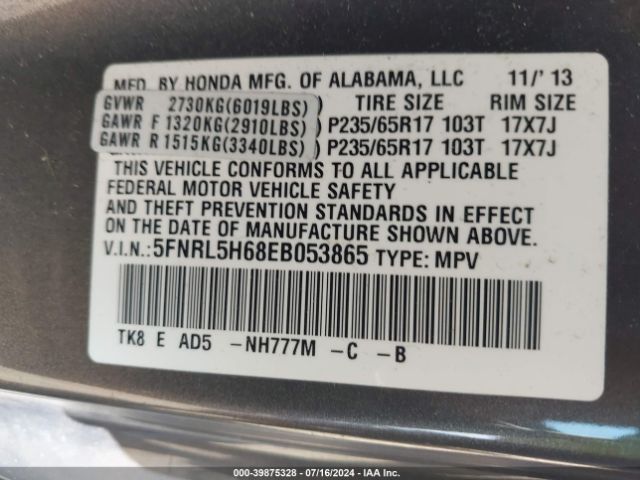 MFD. BY HONDA MFG. OF ALABAMA, LLC 11/' 13
GVWR 2730KG(6019LBS) TIRE SIZE RIM SIZE
GAWR F 1320KG(2910LBS) P235/65R17 103T 17X7J
GAWR R 1515KG(3340LBS) P235/65R17 103T 17X7J
THIS VEHICLE CONFORMS TO ALL APPLICABLE
FEDERAL MOTOR VEHICLE SAFETY
AND THEFT PREVENTION STANDARDS IN EFFECT
ON THE DATE OF MANUFACTURE SHOWN ABOVE.
V.I.N.: 5FNRL5H68EB053865 TYPE: MPV
TK8 E AD5 -NH777M -C -B
000-39875328 - 07/16/2024 - IAA Inc.